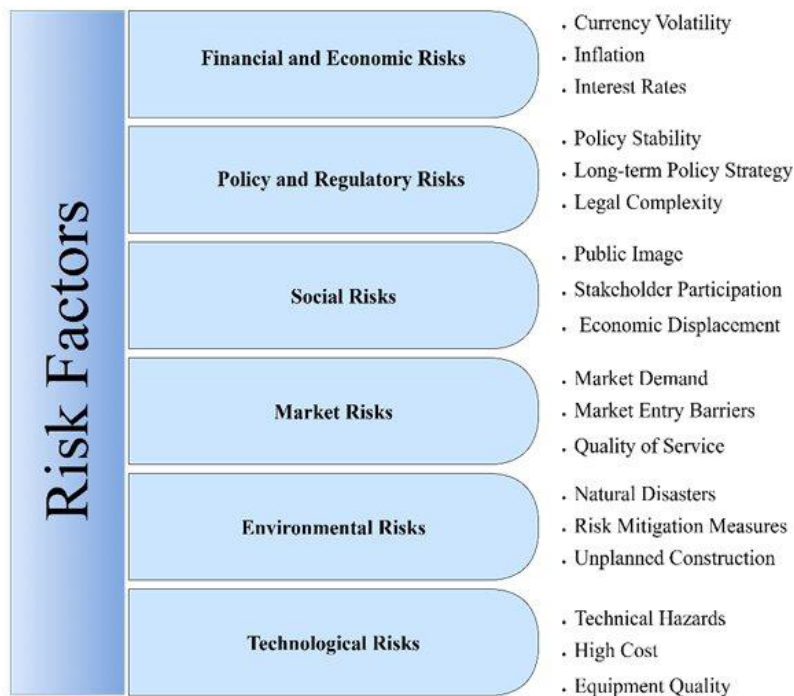 Risk Factors
Financial and Economic Risks
• Currency Volatility
• Inflation
• Interest Rates
Policy and Regulatory Risks
• Policy Stability
• Long-term Policy Strategy
• Legal Complexity
Social Risks
• Public Image
• Stakeholder Participation
• Economic Displacement
Market Risks
• Market Demand
• Market Entry Barriers
• Quality of Service
Environmental Risks
• Natural Disasters
• Risk Mitigation Measures
• Unplanned Construction
Technological Risks
• Technical Hazards
• High Cost
• Equipment Quality